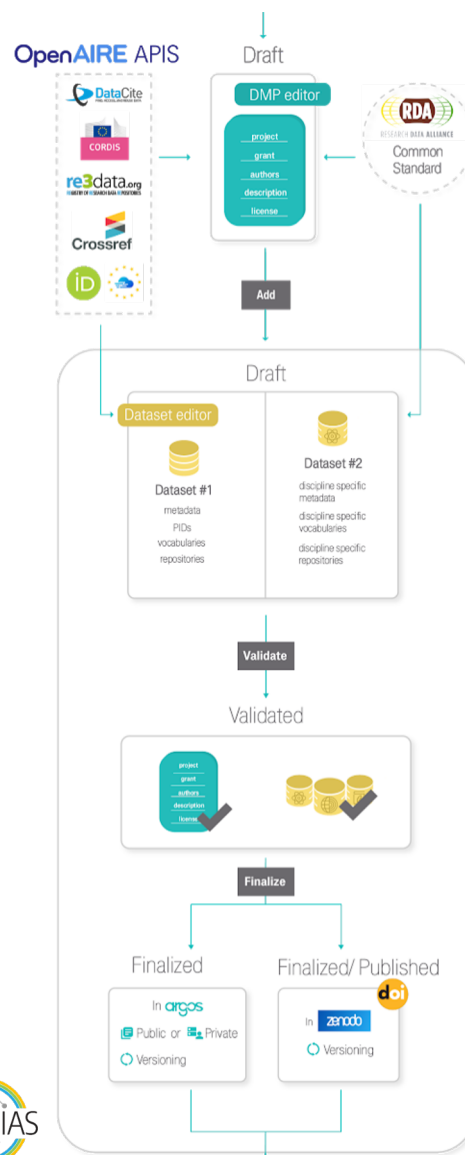 OpenAIRE APIS
DataCite
CORDIS
re3data.org
REGISTRY OF RESEARCH DATA REPOSITORIES
Crossref
iD
Draft
DMP editor
project
grant
authors
description
license
RDA
RESEARCH DATA ALLIANCE
Common
Standard
Add
Draft
Dataset editor
Dataset #1
metadata
PIDs
vocabularies
repositories
Dataset #2
discipline specific
metadata
discipline specific
vocabularies
discipline specific
repositories
Validate
Validated
project
grant
authors
description
license
Finalize
Finalized
In argos
Public or Private
Versioning
Finalized/ Published
doi
In zenodo
Versioning
IAS